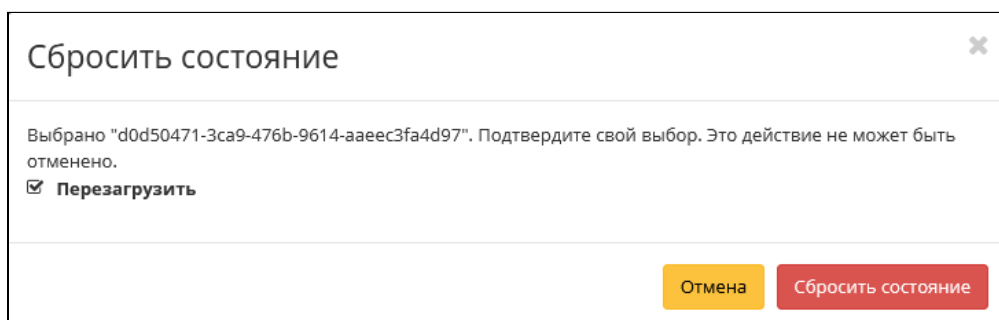 Сбросить состояние
Выбрано "d0d50471-3ca9-476b-9614-aaeec3fa4d97". Подтвердите свой выбор. Это действие не может быть
отменено.
Перезагрузить
Отмена
Сбросить состояние